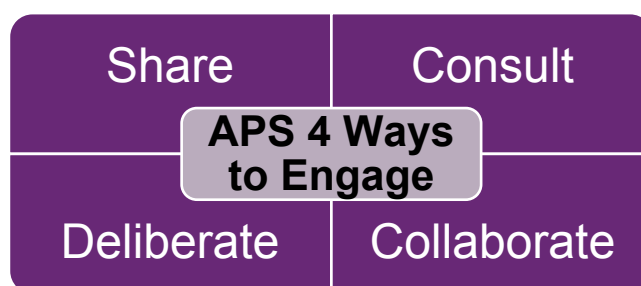 Share
Consult
APS 4 Ways
to Engage
Deliberate
Collaborate